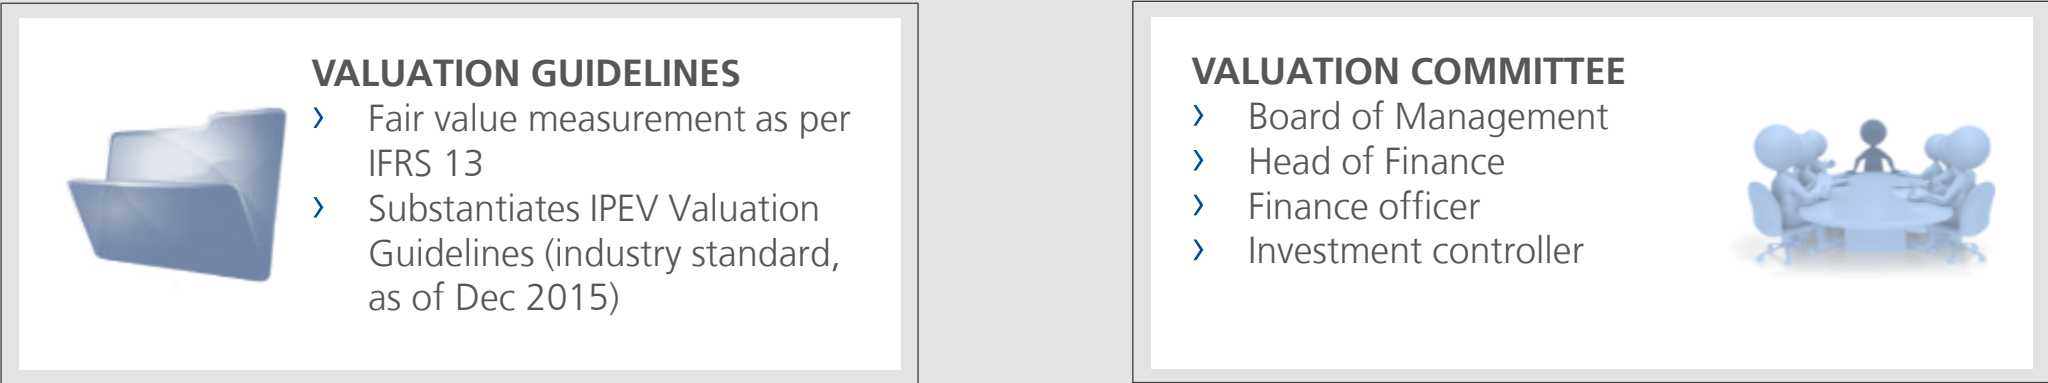 VALUATION GUIDELINES
› Fair value measurement as per
IFRS 13
› Substantiates IPEV Valuation
Guidelines (industry standard,
as of Dec 2015)
VALUATION COMMITTEE
› Board of Management
› Head of Finance
› Finance officer
› Investment controller